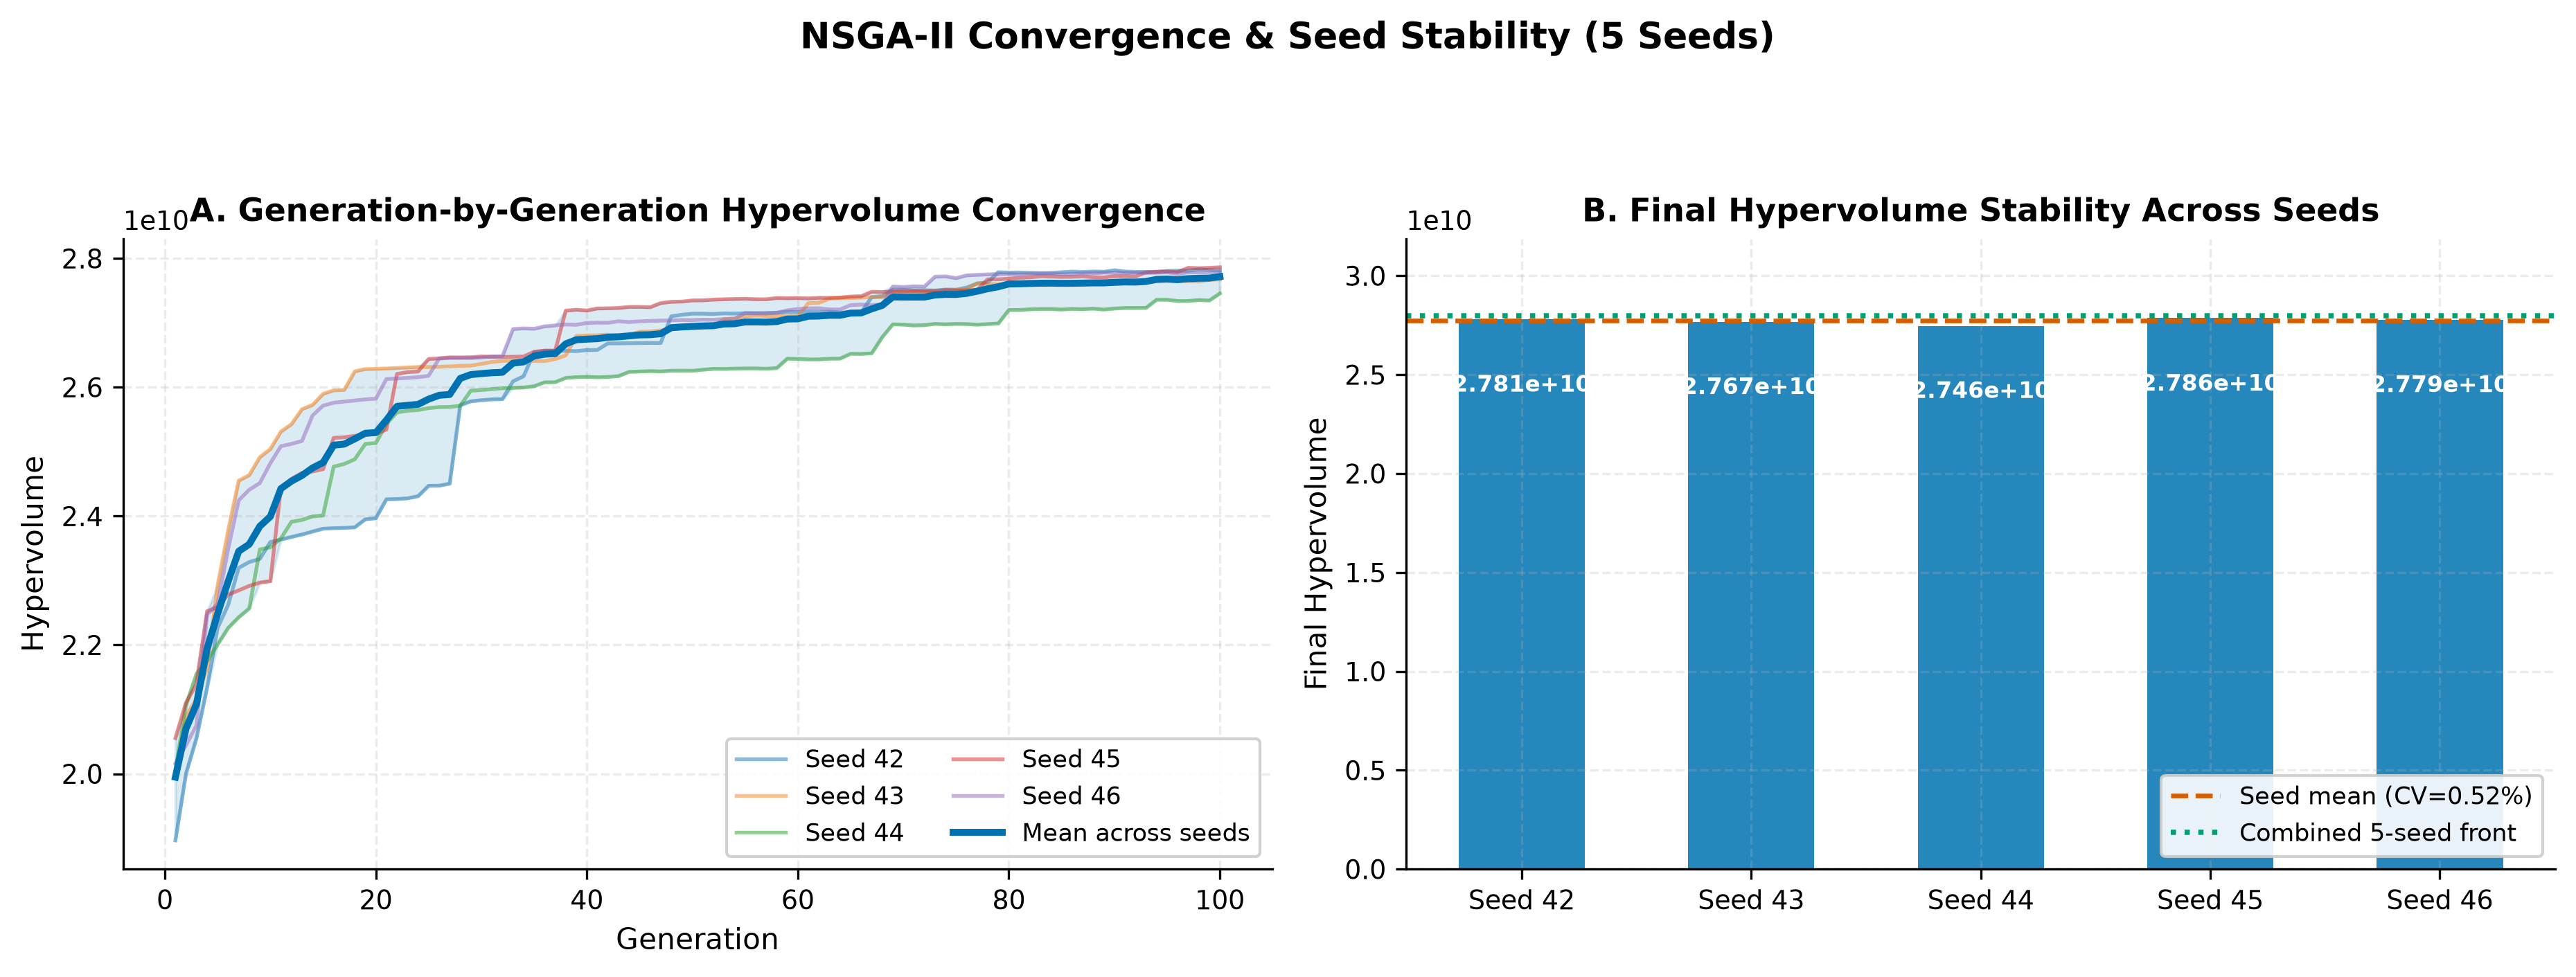 NSGA-II Convergence & Seed Stability (5 Seeds)
1e10
A. Generation-by-Generation Hypervolume Convergence
Hypervolume
2.8
2.6
2.4
2.2
2.0
0 20 40 60 80 100
Generation
Seed 42
Seed 43
Seed 44
Seed 45
Seed 46
Mean across seeds
1e10
B. Final Hypervolume Stability Across Seeds
Final Hypervolume
3.0
2.5
2.0
1.5
1.0
0.5
0.0
2.781e+10
2.767e+10
2.746e+10
2.786e+10
2.779e+10
Seed mean (CV=0.52%)
Combined 5-seed front
Seed 42 Seed 43 Seed 44 Seed 45 Seed 46